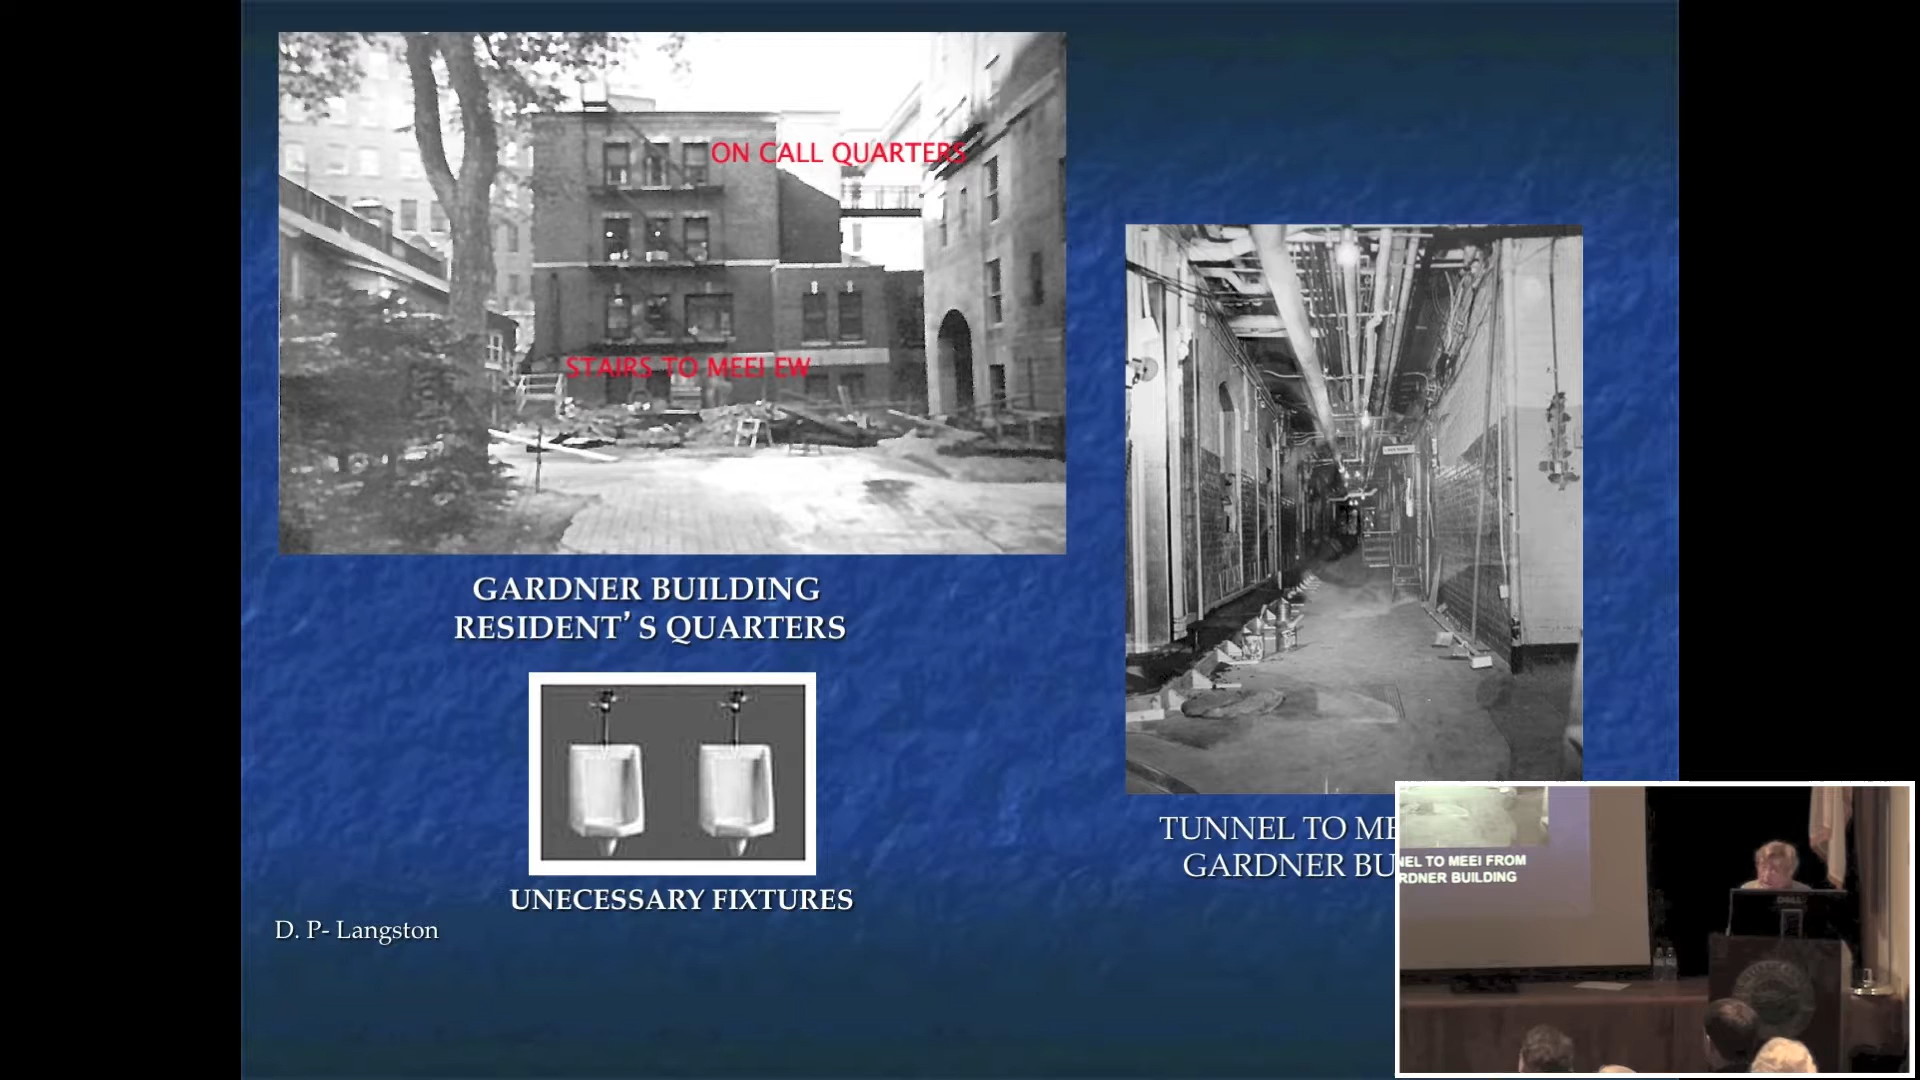 ON CALL QUARTERS
STAIRS TO MEEI EW
GARDNER BUILDING
RESIDENT’S QUARTERS
UNECESSARY FIXTURES
D. P- Langston
TUNNEL TO ME
GARDNER BU
NEL TO MEEI FROM
RDNER BUILDING
DELL